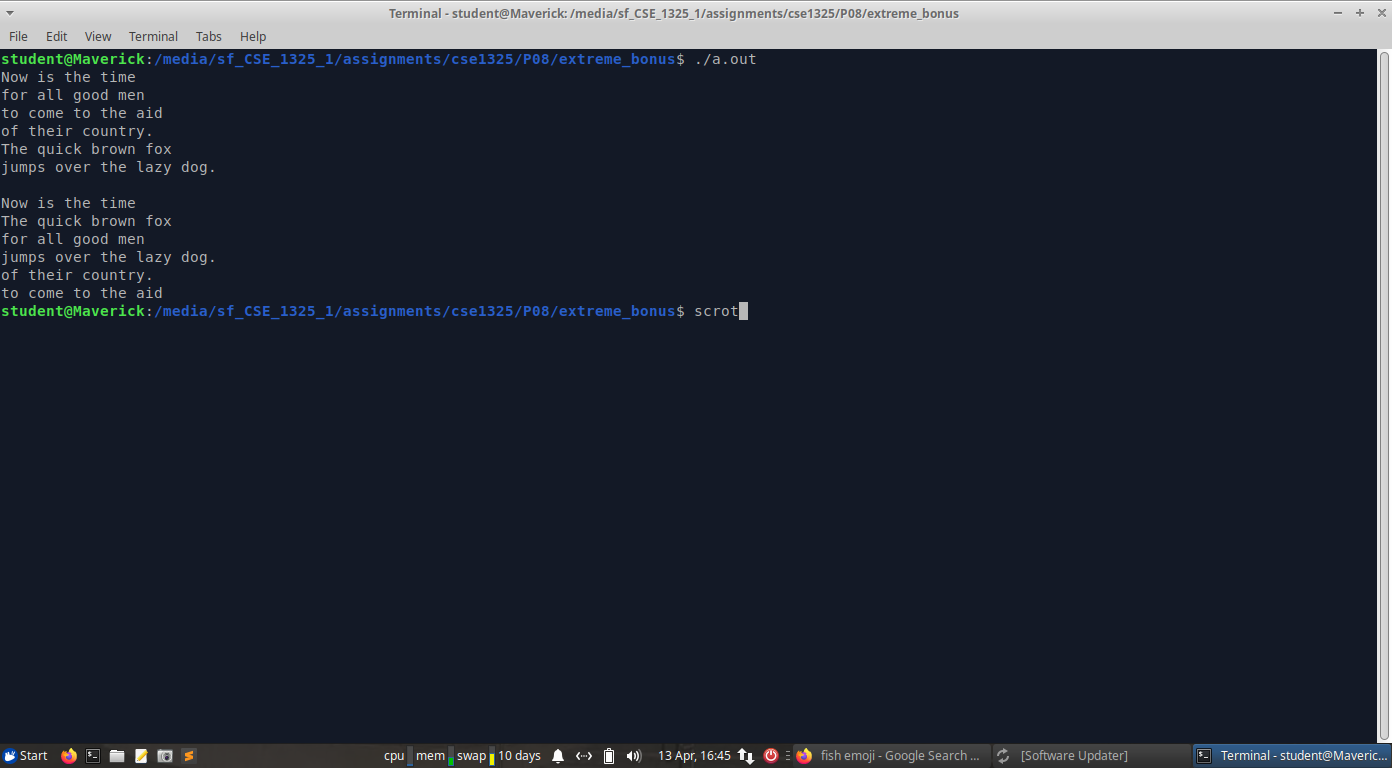 Terminal - student@Maverick: /media/sf_CSE_1325_1/assignments/cse1325/P08/extreme_bonus
File Edit View Terminal Tabs Help
student@Maverick:/media/sf_CSE_1325_1/assignments/cse1325/P08/extreme_bonus$ ./a.out
Now is the time
for all good men
to come to the aid
of their country.
The quick brown fox
jumps over the lazy dog.

Now is the time
The quick brown fox
for all good men
jumps over the lazy dog.
of their country.
to come to the aid
student@Maverick:/media/sf_CSE_1325_1/assignments/cse1325/P08/extreme_bonus$ scrot
Start cpu mem swap 10 days 13 Apr, 16:45 fish emoji - Google Search ... [Software Updater] Terminal - student@Maveric...